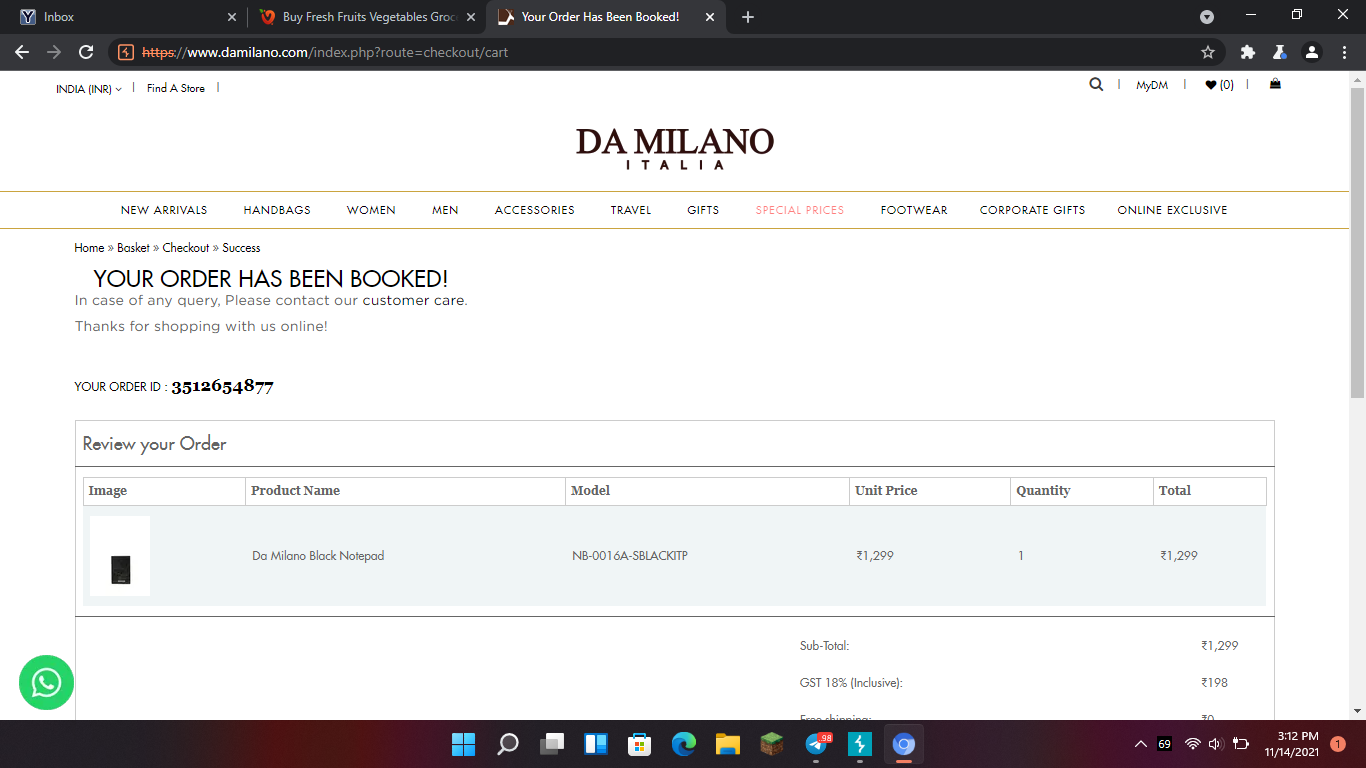 Inbox
Buy Fresh Fruits Vegetables Groc
Your Order Has Been Booked!
https://www.damilano.com/index.php?route=checkout/cart
INDIA (INR) | Find A Store |
| MyDM | (0) |
DA MILANO
ITALIA
NEW ARRIVALS HANDBAGS WOMEN MEN ACCESSORIES TRAVEL GIFTS SPECIAL PRICES FOOTWEAR CORPORATE GIFTS ONLINE EXCLUSIVE
Home » Basket » Checkout » Success
YOUR ORDER HAS BEEN BOOKED!
In case of any query, Please contact our customer care.
Thanks for shopping with us online!
YOUR ORDER ID : 3512654877
Review your Order
Image Product Name Model Unit Price Quantity Total
Da Milano Black Notepad NB-0016A-SBLACKITP ₹1,299 1 ₹1,299
Sub-Total: ₹1,299
GST 18% (Inclusive): ₹198
Free shipping: ₹0
98
69
3:12 PM
11/14/2021
1